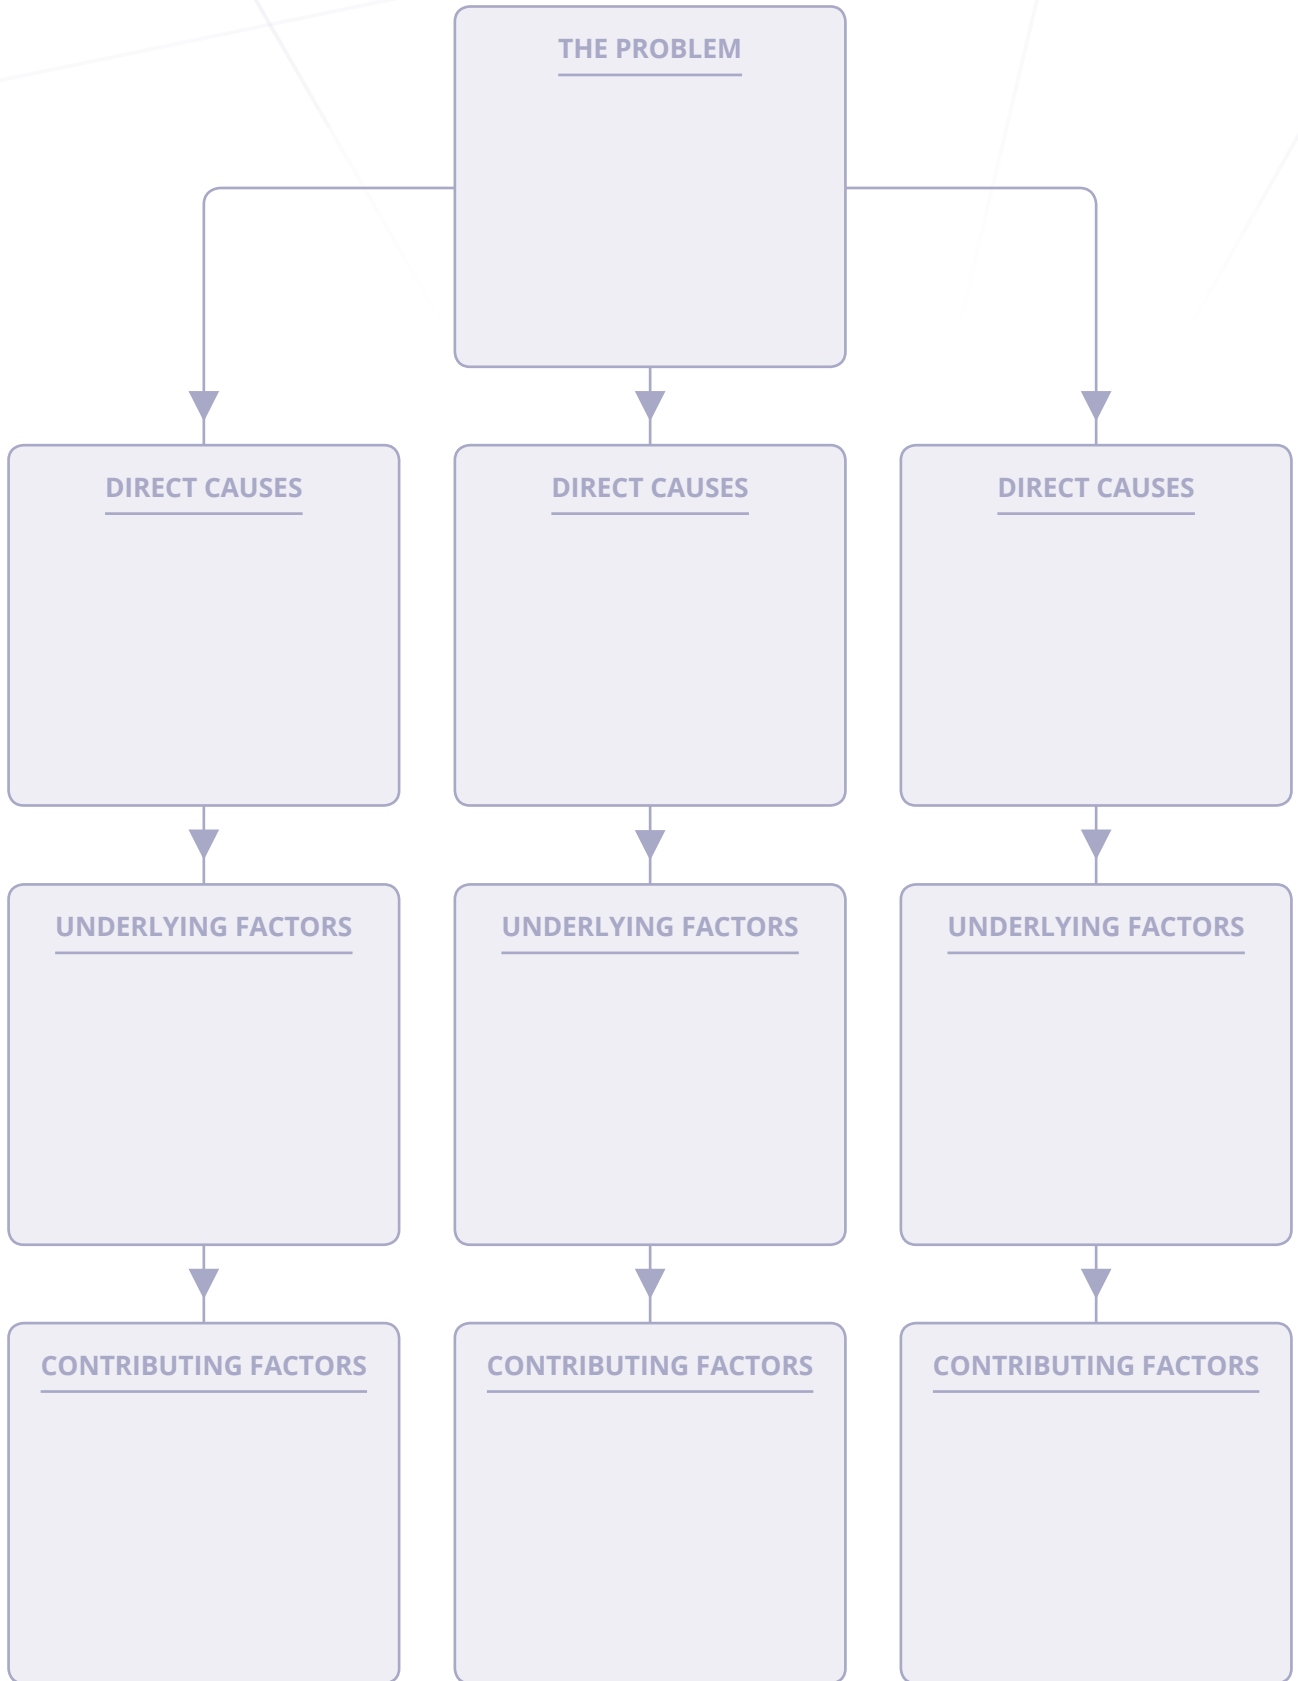 THE PROBLEM
DIRECT CAUSES
DIRECT CAUSES
DIRECT CAUSES
UNDERLYING FACTORS
UNDERLYING FACTORS
UNDERLYING FACTORS
CONTRIBUTING FACTORS
CONTRIBUTING FACTORS
CONTRIBUTING FACTORS